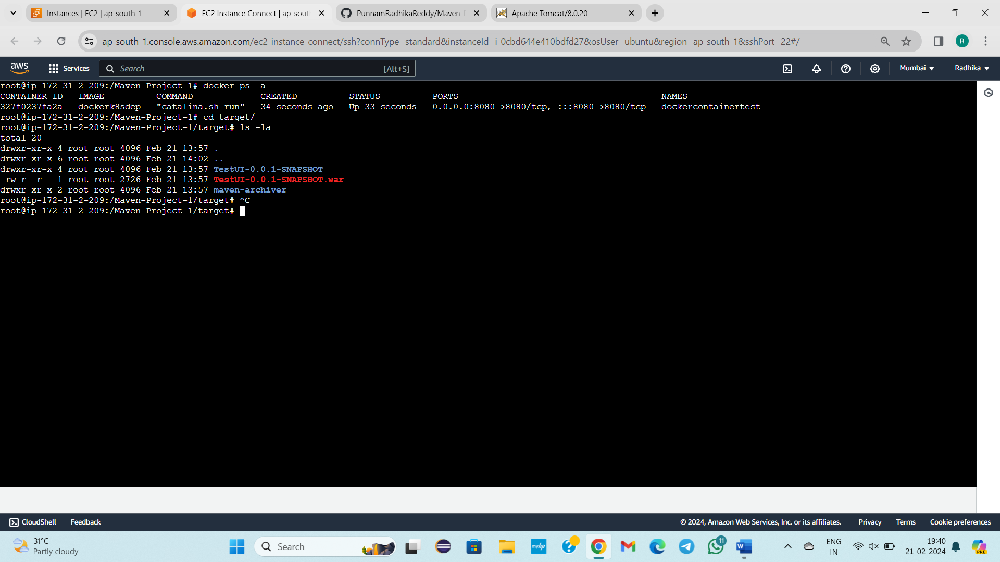 Instances | EC2 | ap-south-1
EC2 Instance Connect | ap-sout
PunnamRadhikaReddy/Maven-
Apache Tomcat/8.0.20
ap-south-1.console.aws.amazon.com/ec2-instance-connect/ssh?connType=standard&instanceId=i-0cbd644e410bdfd27&osUser=ubuntu&region=ap-south-1&sshPort=22#/
R
aws Services Search [Alt+S] Mumbai Radhika
root@ip-172-31-2-209:/Maven-Project-1# docker ps -a
CONTAINER ID IMAGE COMMAND CREATED STATUS PORTS NAMES
327f0237fa2a dockerk8sdep "catalina.sh run" 34 seconds ago Up 33 seconds 0.0.0.0:8080->8080/tcp, :::8080->8080/tcp dockercontainertest
root@ip-172-31-2-209:/Maven-Project-1# cd target/
root@ip-172-31-2-209:/Maven-Project-1/target# ls -la
total 20
drwxr-xr-x 4 root root 4096 Feb 21 13:57 .
drwxr-xr-x 6 root root 4096 Feb 21 14:02 ..
drwxr-xr-x 4 root root 4096 Feb 21 13:57 TestUI-0.0.1-SNAPSHOT
-rw-r--r-- 1 root root 2726 Feb 21 13:57 TestUI-0.0.1-SNAPSHOT.war
drwxr-xr-x 2 root root 4096 Feb 21 13:57 maven-archiver
root@ip-172-31-2-209:/Maven-Project-1/target# ^C
root@ip-172-31-2-209:/Maven-Project-1/target#
CloudShell Feedback © 2024, Amazon Web Services, Inc. or its affiliates. Privacy Terms Cookie preferences
31°C
Partly cloudy
Search
myhp
11
W
ENG
IN
19:40
21-02-2024
PRE